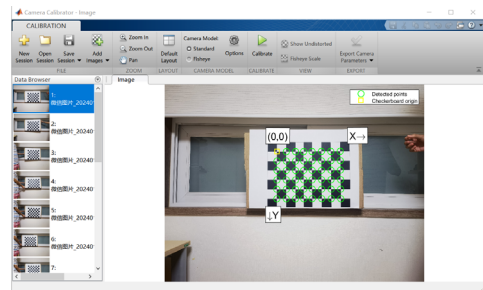 Camera Calibrator - Image
CALIBRATION
New Session
Open Session
Save Session
Add Images
Zoom In
Zoom Out
Pan
Default Layout
Camera Model:
Standard
Fisheye
Options
Calibrate
Show Undistorted
Fisheye Scale
Export Camera Parameters
FILE
ZOOM
LAYOUT
CAMERA MODEL
CALIBRATE
VIEW
EXPORT
Data Browser
Image
1:
微信图片_20240
2:
微信图片_20240
3:
微信图片_20240
4:
微信图片_20240
5:
微信图片_20240
6:
微信图片_20240
7:
Detected points
Checkerboard origin
(0,0)
X→
↓Y